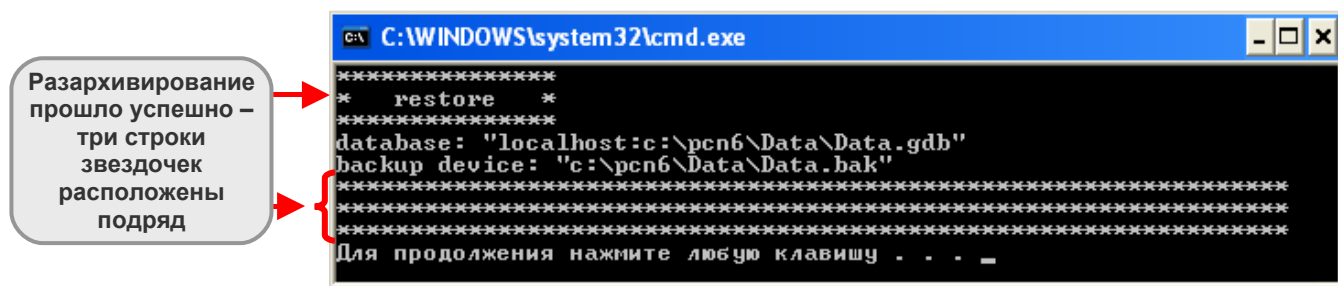 C:\WINDOWS\system32\cmd.exe
Разархивирование
прошло успешно –
три строки
звездочек
расположены
подряд
***************
*   restore   *
***************
database: "localhost:c:\pcn6\Data\Data.gdb"
backup device: "c:\pcn6\Data\Data.bak"
*****************************************************************
*****************************************************************
*****************************************************************
Для продолжения нажмите любую клавишу . . . _